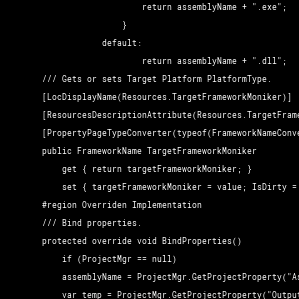 return assemblyName + ".exe";
}
default:
return assemblyName + ".dll";
/// Gets or sets Target Platform PlatformType.
[LocDisplayName(Resources.TargetFrameworkMoniker)]
[ResourcesDescriptionAttribute(Resources.TargetFrame
[PropertyPageTypeConverter(typeof(FrameworkNameConve
public FrameworkName TargetFrameworkMoniker
get { return targetFrameworkMoniker; }
set { targetFrameworkMoniker = value; IsDirty =
#region Overriden Implementation
/// Bind properties.
protected override void BindProperties()
if (ProjectMgr == null)
assemblyName = ProjectMgr.GetProjectProperty("As
var temp = ProjectMgr.GetProjectProperty("Output